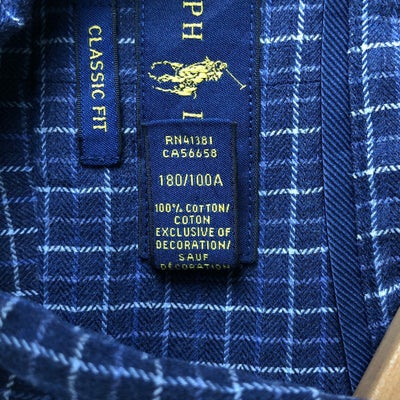 CLASSIC FIT
PH L
RN41381
CA56658
180/100A
100% COTTON/
COTON
EXCLUSIVE OF
DECORATION/
SAUF